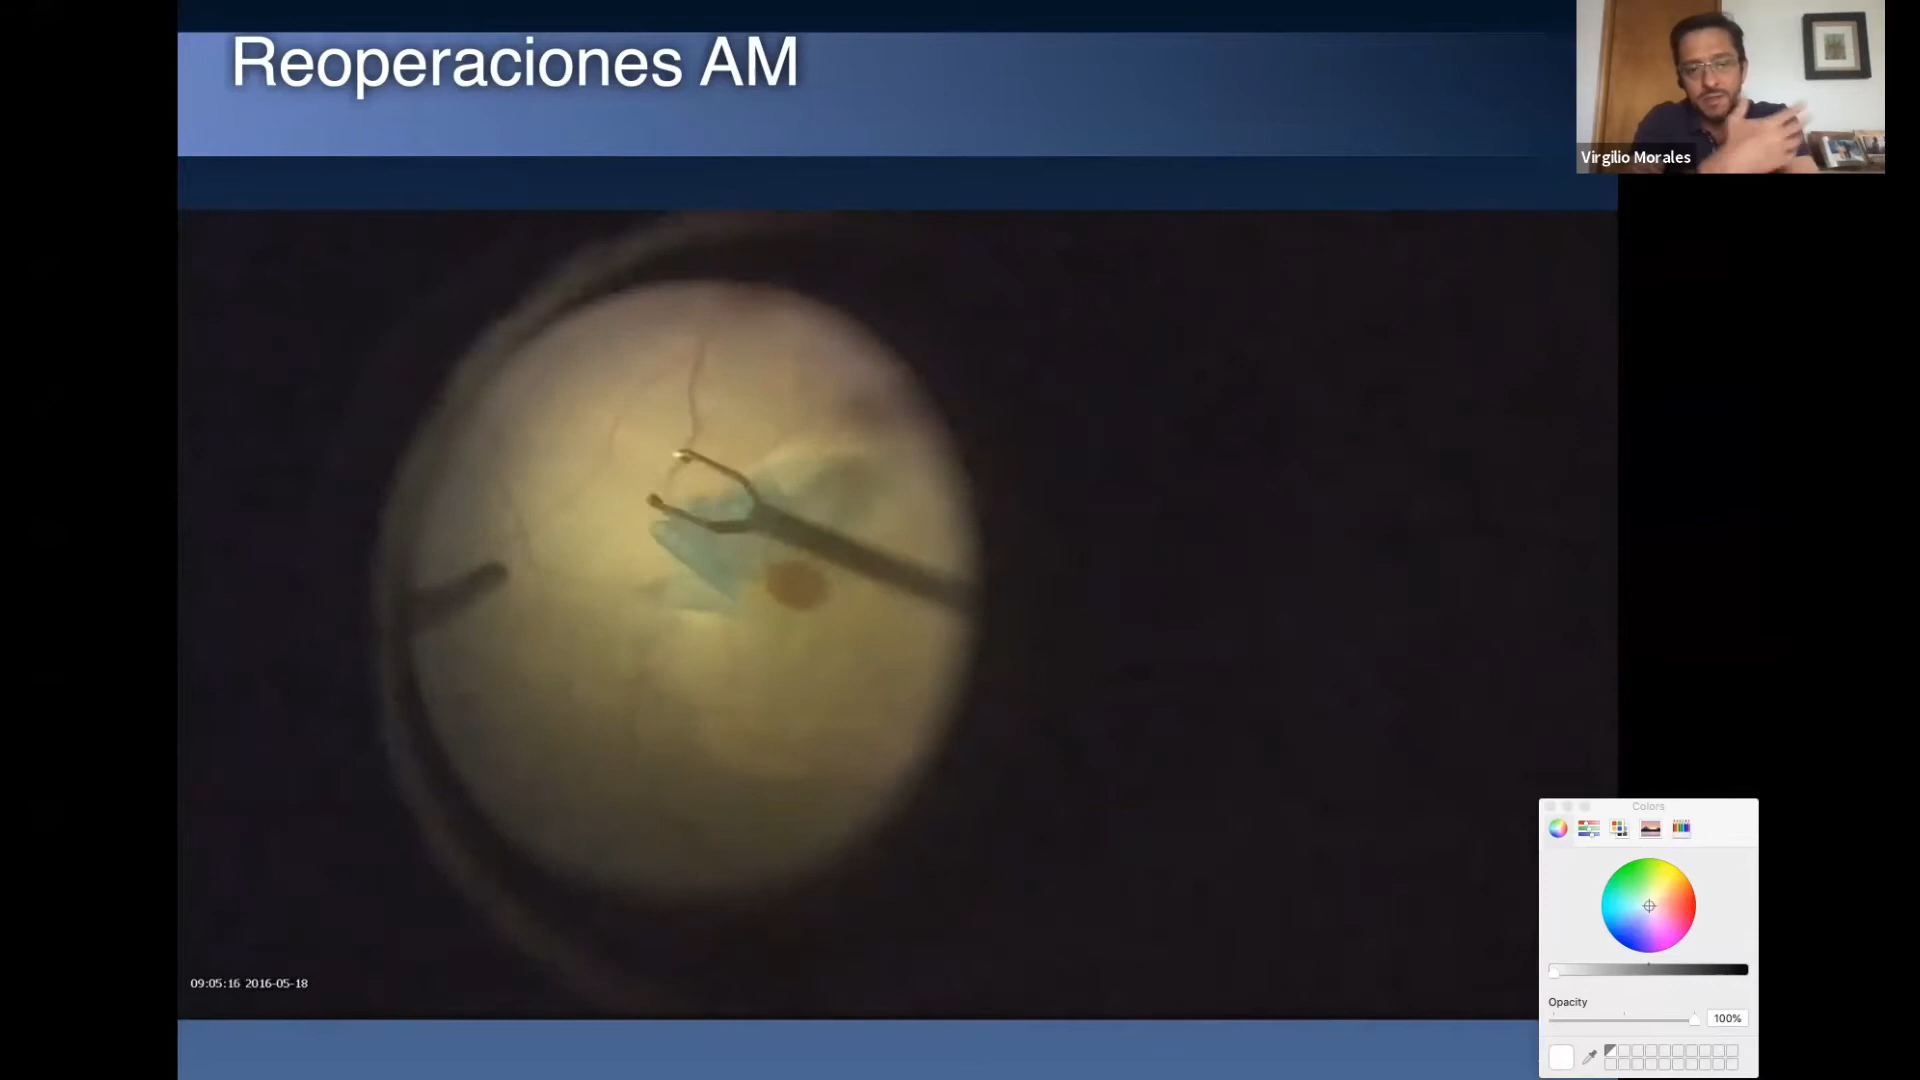 Reoperaciones AM
Virgilio Morales
09:05:16 2016-05-18
Colors
Opacity
100%